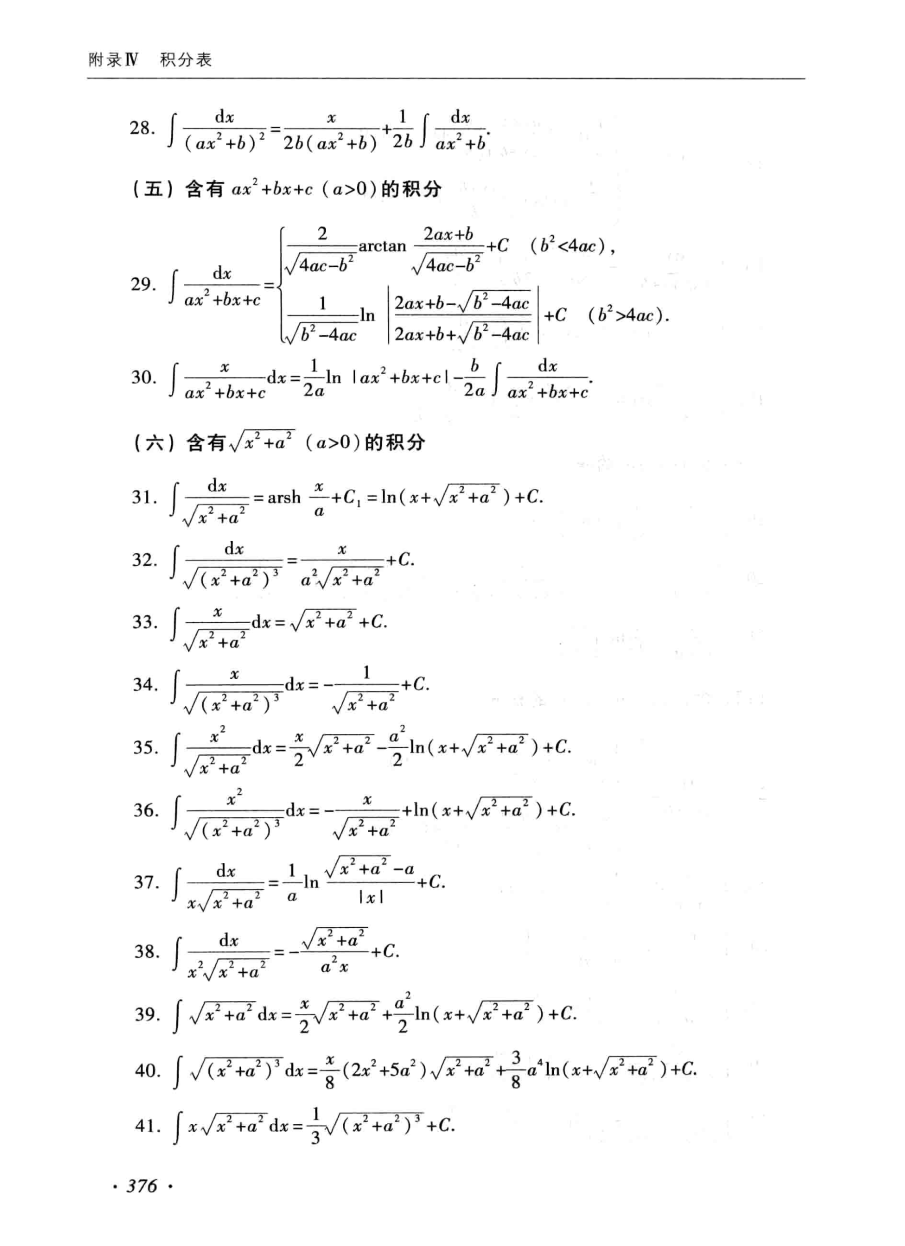 附录Ⅳ 积分表
28. $\int \frac{dx}{(ax^2+b)^2}=\frac{x}{2b(ax^2+b)}+\frac{1}{2b}\int \frac{dx}{ax^2+b}.$
(五) 含有 $ax^2+bx+c$ $(a>0)$的积分
29. $\int \frac{dx}{ax^2+bx+c}=\begin{cases}\frac{2}{\sqrt{4ac-b^2}}\arctan \frac{2ax+b}{\sqrt{4ac-b^2}}+C & (b^2<4ac), \\ \frac{1}{\sqrt{b^2-4ac}}\ln \left|\frac{2ax+b-\sqrt{b^2-4ac}}{2ax+b+\sqrt{b^2-4ac}}\right|+C & (b^2>4ac).\end{cases}$
30. $\int \frac{x}{ax^2+bx+c}dx=\frac{1}{2a}\ln |ax^2+bx+c|-\frac{b}{2a}\int \frac{dx}{ax^2+bx+c}.$
(六) 含有$\sqrt{x^2+a^2}$ $(a>0)$的积分
31. $\int \frac{dx}{\sqrt{x^2+a^2}}=\text{arsh}\,\frac{x}{a}+C_1=\ln(x+\sqrt{x^2+a^2})+C.$
32. $\int \frac{dx}{\sqrt{(x^2+a^2)^3}}=\frac{x}{a^2\sqrt{x^2+a^2}}+C.$
33. $\int \frac{x}{\sqrt{x^2+a^2}}dx=\sqrt{x^2+a^2}+C.$
34. $\int \frac{x}{\sqrt{(x^2+a^2)^3}}dx=-\frac{1}{\sqrt{x^2+a^2}}+C.$
35. $\int \frac{x^2}{\sqrt{x^2+a^2}}dx=\frac{x}{2}\sqrt{x^2+a^2}-\frac{a^2}{2}\ln(x+\sqrt{x^2+a^2})+C.$
36. $\int \frac{x^2}{\sqrt{(x^2+a^2)^3}}dx=-\frac{x}{\sqrt{x^2+a^2}}+\ln(x+\sqrt{x^2+a^2})+C.$
37. $\int \frac{dx}{x\sqrt{x^2+a^2}}=\frac{1}{a}\ln \frac{\sqrt{x^2+a^2}-a}{|x|}+C.$
38. $\int \frac{dx}{x^2\sqrt{x^2+a^2}}=-\frac{\sqrt{x^2+a^2}}{a^2x}+C.$
39. $\int \sqrt{x^2+a^2}\,dx=\frac{x}{2}\sqrt{x^2+a^2}+\frac{a^2}{2}\ln(x+\sqrt{x^2+a^2})+C.$
40. $\int \sqrt{(x^2+a^2)^3}\,dx=\frac{x}{8}(2x^2+5a^2)\sqrt{x^2+a^2}+\frac{3}{8}a^4\ln(x+\sqrt{x^2+a^2})+C.$
41. $\int x\sqrt{x^2+a^2}\,dx=\frac{1}{3}\sqrt{(x^2+a^2)^3}+C.$
· 376 ·